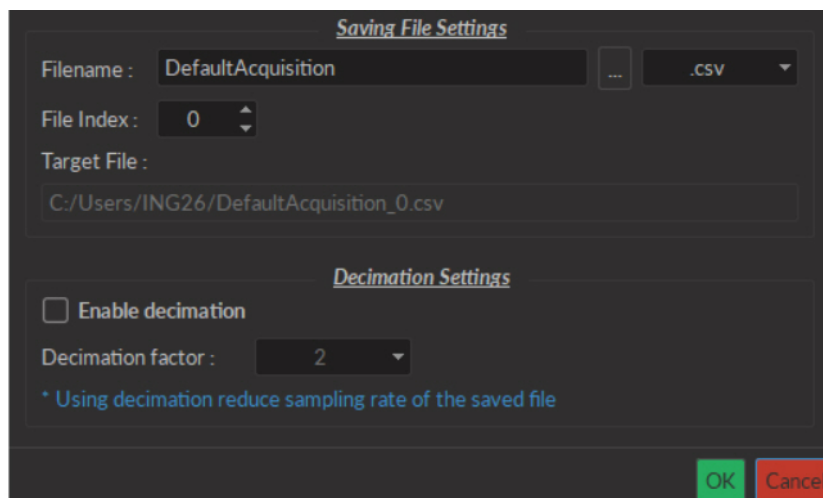 Saving File Settings
Filename : DefaultAcquisition ... .csv
File Index : 0
Target File :
C:/Users/ING26/DefaultAcquisition_0.csv
Decimation Settings
Enable decimation
Decimation factor : 2
* Using decimation reduce sampling rate of the saved file
OK Cance